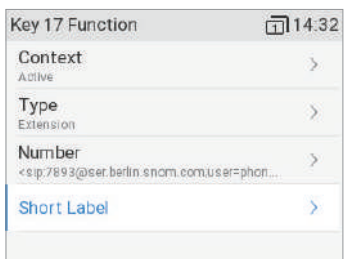 Key 17 Function 1 14:32
Context
Active
Type
Extension
Number
<sip:7893@ser.berlin.snom.com;user=phon...
Short Label